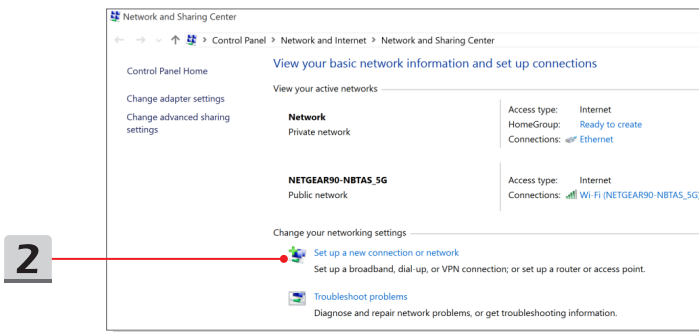 Network and Sharing Center
Control Panel > Network and Internet > Network and Sharing Center
Control Panel Home
Change adapter settings
Change advanced sharing
settings
View your basic network information and set up connections
View your active networks
Network
Private network
Access type: Internet
HomeGroup: Ready to create
Connections: Ethernet
NETGEAR90-NBTAS_5G
Public network
Access type: Internet
Connections: Wi-Fi (NETGEAR90-NBTAS_5G)
Change your networking settings
2
Set up a new connection or network
Set up a broadband, dial-up, or VPN connection; or set up a router or access point.
Troubleshoot problems
Diagnose and repair network problems, or get troubleshooting information.